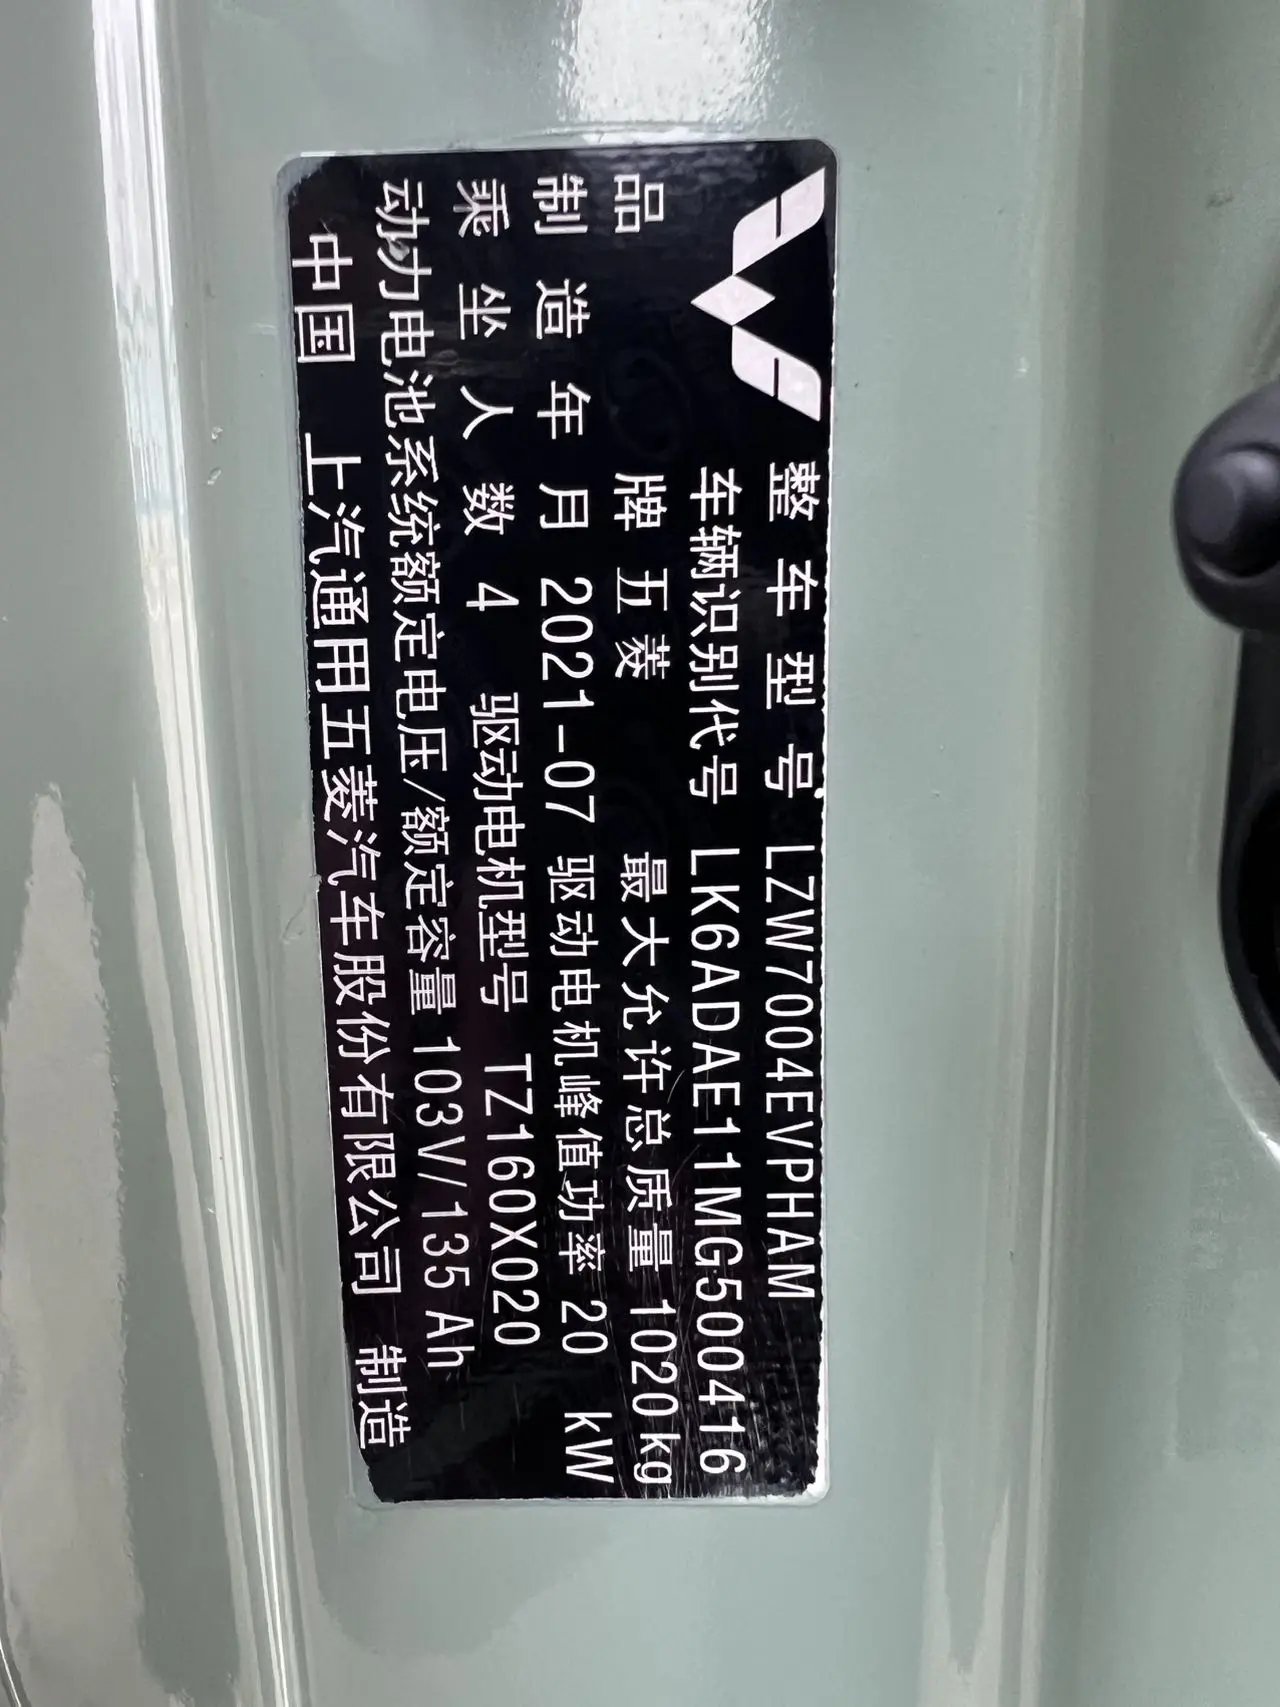 整车型号 LZW7004EVPHAM
车辆识别代号 LK6ADAE11MG500416
品牌 五菱 最大允许总质量 1020kg
制造年月 2021-07 驱动电机峰值功率 20 kW
乘坐人数 4 驱动电机型号 TZ160X020
动力电池系统额定电压/额定容量 103V/135Ah
中国 上汽通用五菱汽车股份有限公司 制造